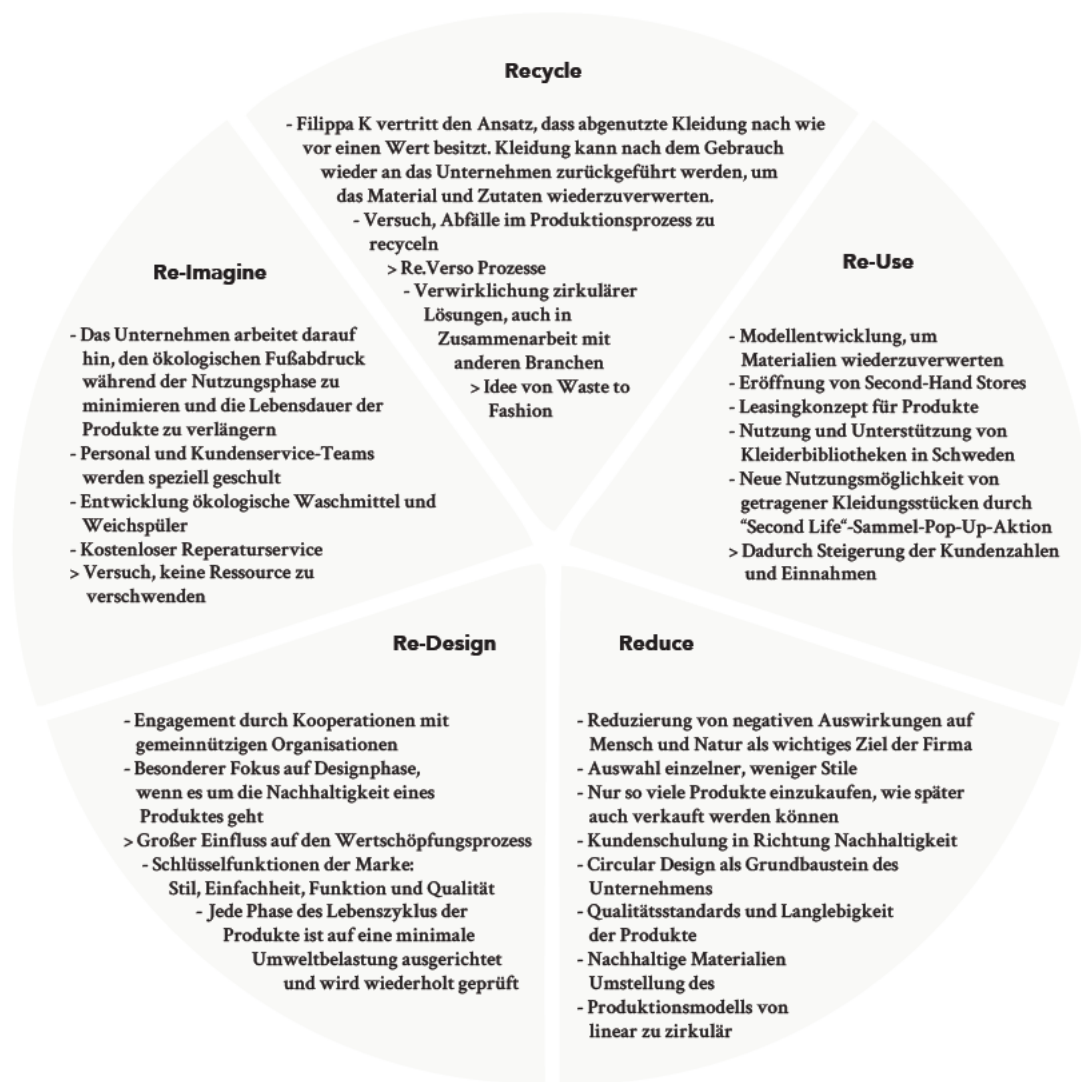 Recycle
- Filippa K vertritt den Ansatz, dass abgenutzte Kleidung nach wie
vor einen Wert besitzt. Kleidung kann nach dem Gebrauch
wieder an das Unternehmen zurückgeführt werden, um
das Material und Zutaten wiederzuverwerten.
- Versuch, Abfälle im Produktionsprozess zu
recyceln
> Re.Verso Prozesse
- Verwirklichung zirkulärer
Lösungen, auch in
Zusammenarbeit mit
anderen Branchen
> Idee von Waste to
Fashion
Re-Imagine
- Das Unternehmen arbeitet darauf
hin, den ökologischen Fußabdruck
während der Nutzungsphase zu
minimieren und die Lebensdauer der
Produkte zu verlängern
- Personal und Kundenservice-Teams
werden speziell geschult
- Entwicklung ökologische Waschmittel und
Weichspüler
- Kostenloser Reperaturservice
> Versuch, keine Ressource zu
verschwenden
Re-Use
- Modellentwicklung, um
Materialien wiederzuverwerten
- Eröffnung von Second-Hand Stores
- Leasingkonzept für Produkte
- Nutzung und Unterstützung von
Kleiderbibliotheken in Schweden
- Neue Nutzungsmöglichkeit von
getragener Kleidungsstücken durch
“Second Life“-Sammel-Pop-Up-Aktion
> Dadurch Steigerung der Kundenzahlen
und Einnahmen
Re-Design
- Engagement durch Kooperationen mit
gemeinnützigen Organisationen
- Besonderer Fokus auf Designphase,
wenn es um die Nachhaltigkeit eines
Produktes geht
> Großer Einfluss auf den Wertschöpfungsprozess
- Schlüsselfunktionen der Marke:
Stil, Einfachheit, Funktion und Qualität
- Jede Phase des Lebenszyklus der
Produkte ist auf eine minimale
Umweltbelastung ausgerichtet
und wird wiederholt geprüft
Reduce
- Reduzierung von negativen Auswirkungen auf
Mensch und Natur als wichtiges Ziel der Firma
- Auswahl einzelner, weniger Stile
- Nur so viele Produkte einzukaufen, wie später
auch verkauft werden können
- Kundenschulung in Richtung Nachhaltigkeit
- Circular Design als Grundbaustein des
Unternehmens
- Qualitätsstandards und Langlebigkeit
der Produkte
- Nachhaltige Materialien
Umstellung des
- Produktionsmodells von
linear zu zirkulär